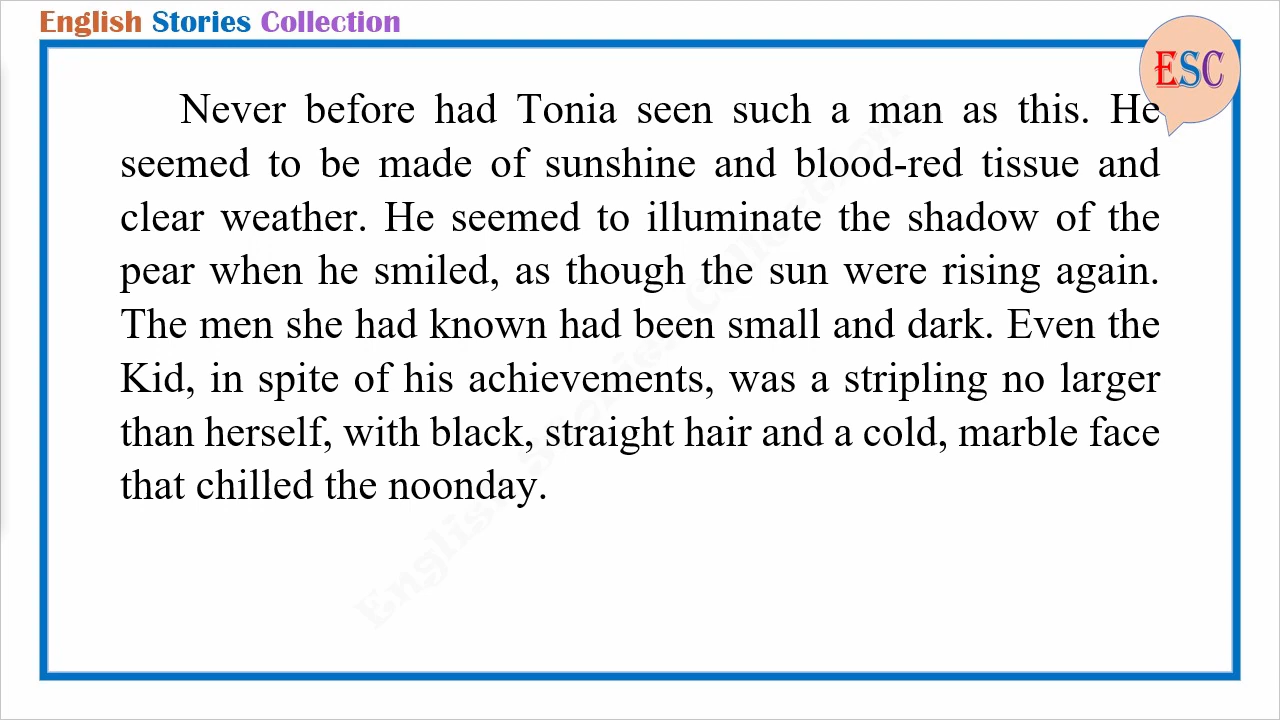 English Stories Collection
ESC
Never before had Tonia seen such a man as this. He
seemed to be made of sunshine and blood-red tissue and
clear weather. He seemed to illuminate the shadow of the
pear when he smiled, as though the sun were rising again.
The men she had known had been small and dark. Even the
Kid, in spite of his achievements, was a stripling no larger
than herself, with black, straight hair and a cold, marble face
that chilled the noonday.
English Stories Collection